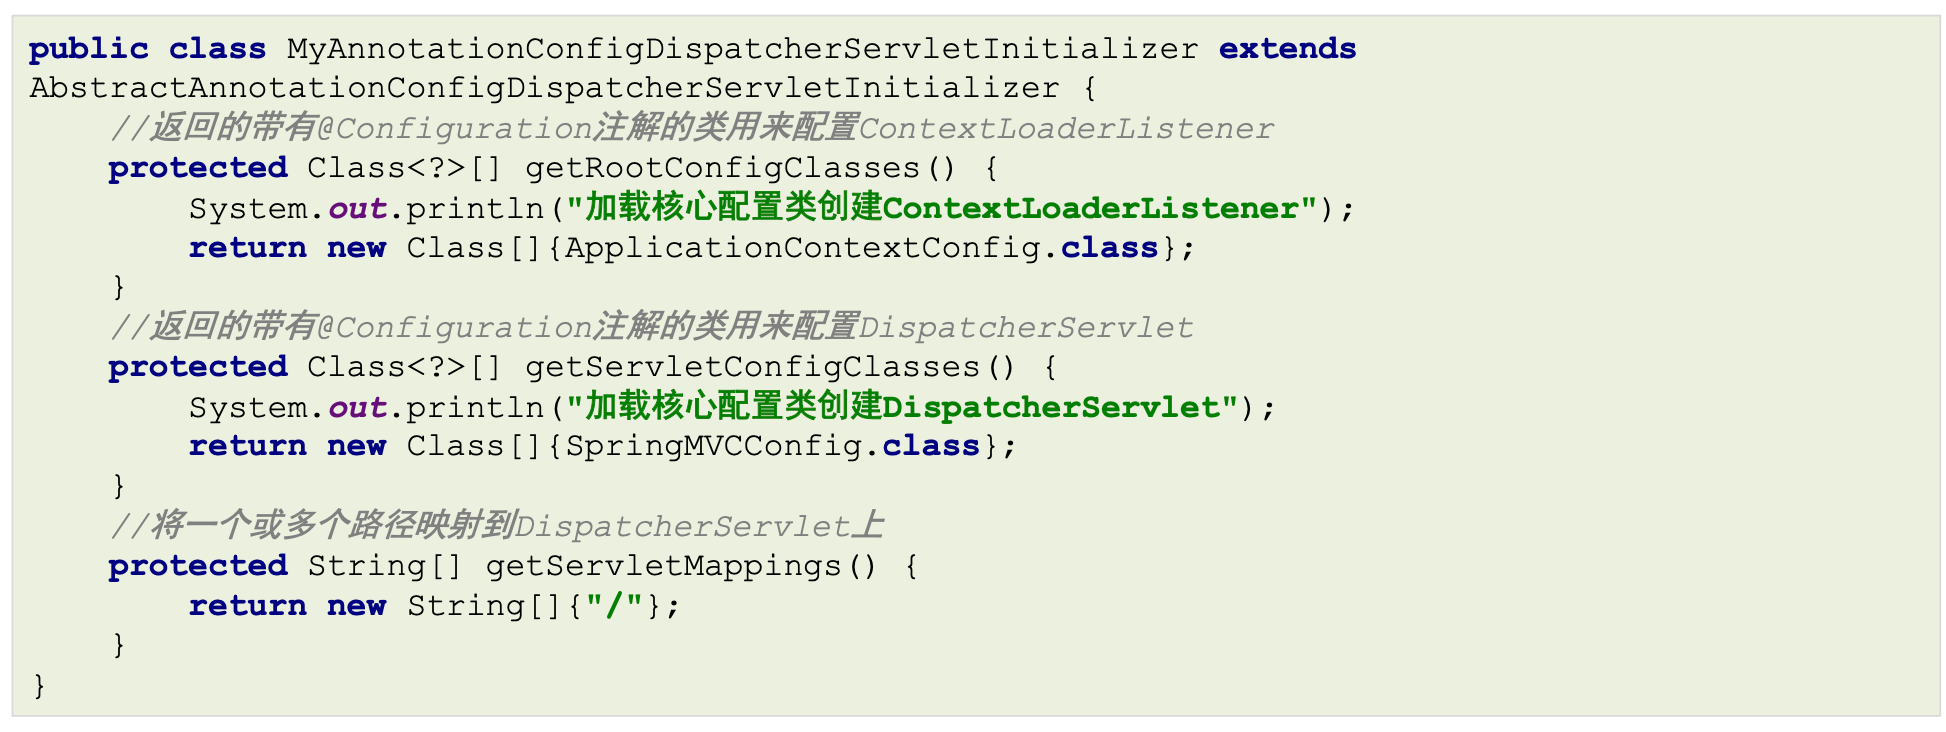 public class MyAnnotationConfigDispatcherServletInitializer extends
AbstractAnnotationConfigDispatcherServletInitializer {
    //返回的带有@Configuration注解的类用来配置ContextLoaderListener
    protected Class<?>[] getRootConfigClasses() {
        System.out.println("加载核心配置类创建ContextLoaderListener");
        return new Class[]{ApplicationContextConfig.class};
    }
    //返回的带有@Configuration注解的类用来配置DispatcherServlet
    protected Class<?>[] getServletConfigClasses() {
        System.out.println("加载核心配置类创建DispatcherServlet");
        return new Class[]{SpringMVCConfig.class};
    }
    //将一个或多个路径映射到DispatcherServlet上
    protected String[] getServletMappings() {
        return new String[]{"/"};
    }
}